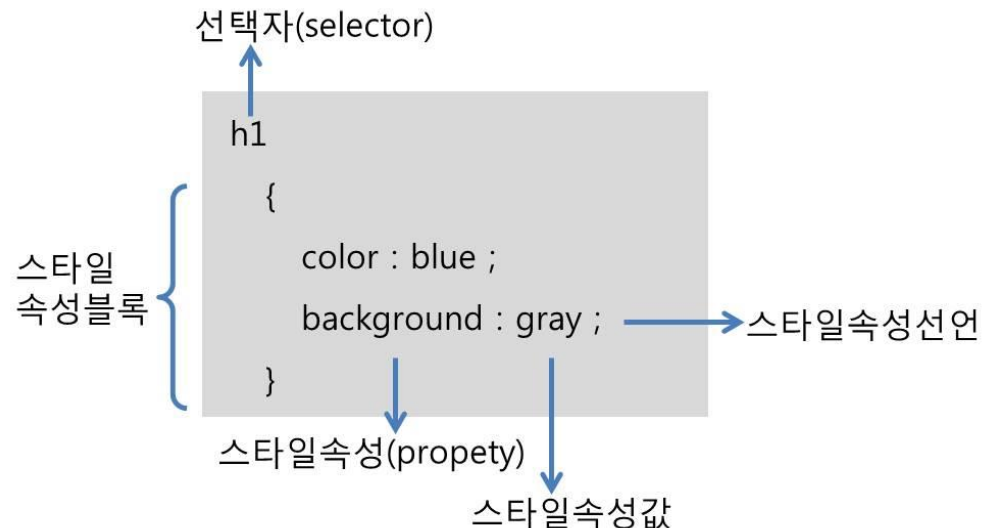 선택자(selector)
h1
{
color : blue ;
스타일
속성블록
background : gray ;
스타일속성선언
}
스타일속성(propety)
스타일속성값